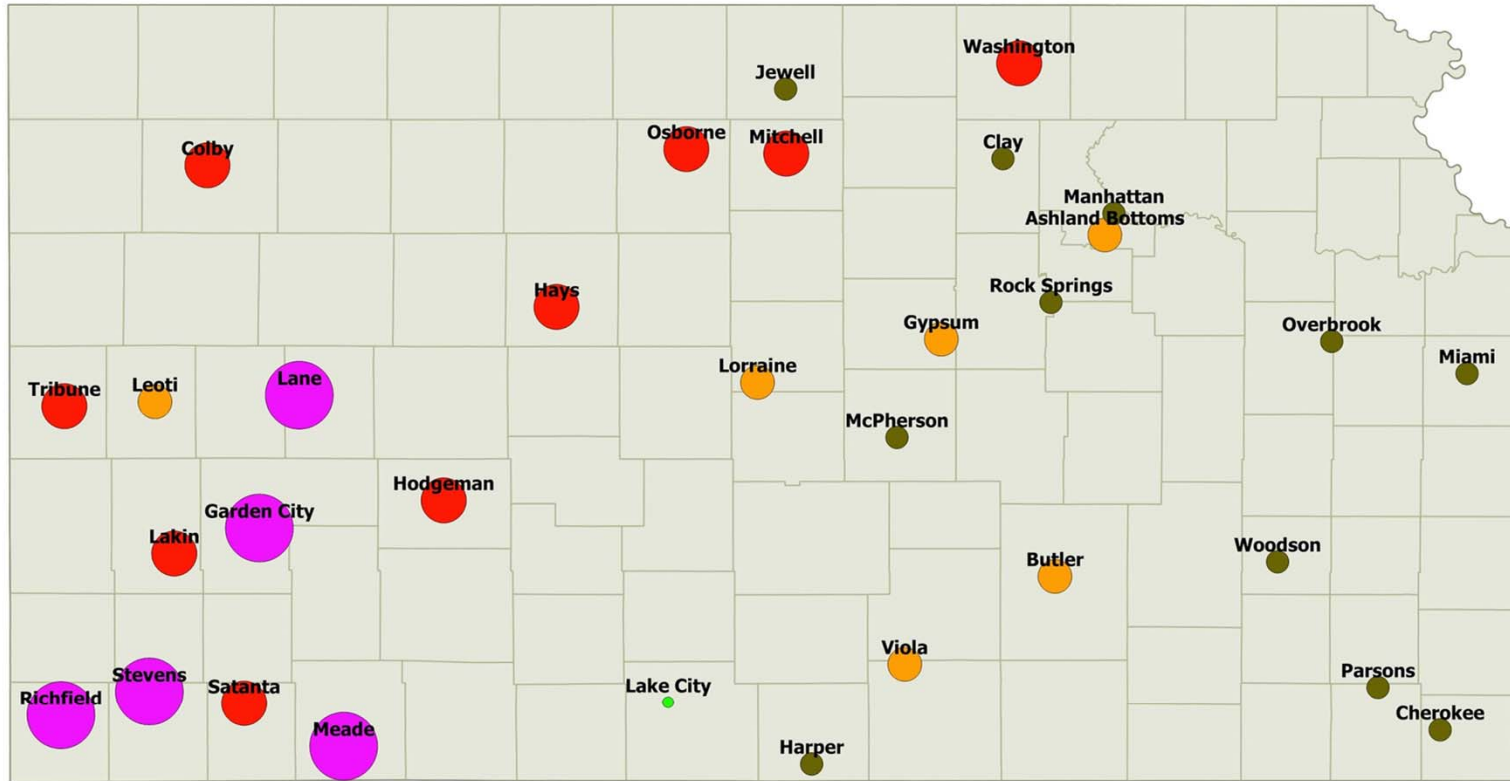 Washington
Jewell
Osborne
Mitchell
Colby
Clay
Manhattan
Ashland Bottoms
Hays
Rock Springs
Gypsum
Overbrook
Miami
Lorraine
Lane
Leoti
Tribune
McPherson
Hodgeman
Garden City
Lakin
Woodson
Butler
Viola
Stevens
Parsons
Satanta
Lake City
Richfield
Cherokee
Meade
Harper